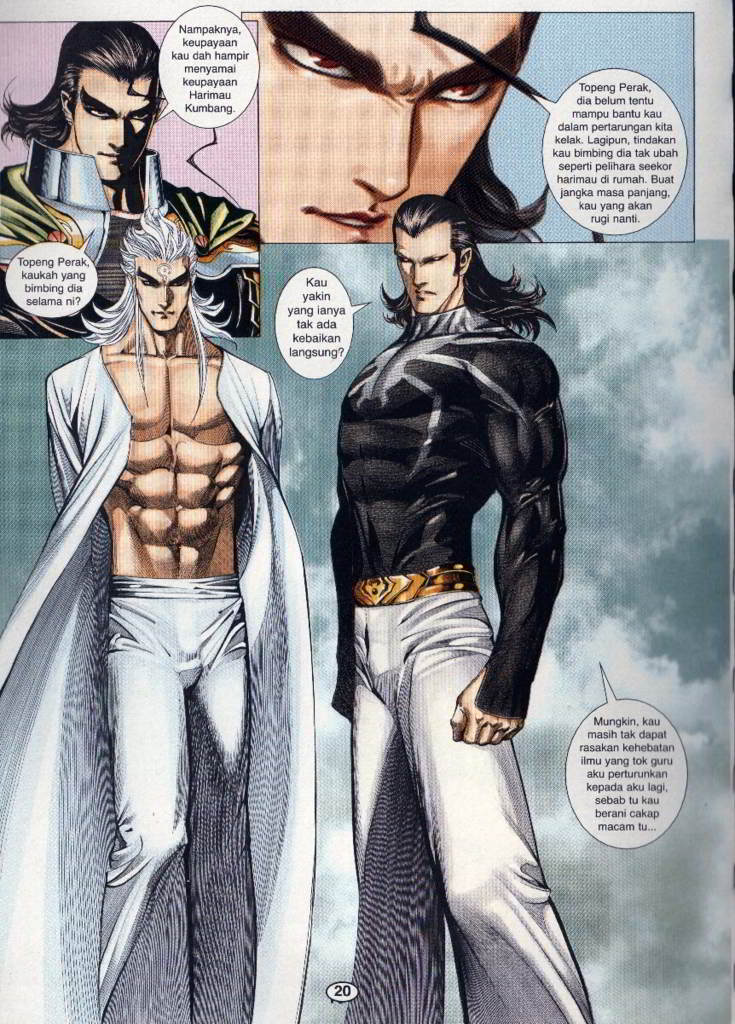 Nampaknya,
keupayaan
kau dah hampir
menyamai
keupayaan
Harimau
Kumbang.
Topeng Perak,
dia belum tentu
mampu bantu kau
dalam pertarungan kita
kelak. Lagipun, tindakan
kau bimbing dia tak ubah
seperti pelihara seekor
harimau di rumah. Buat
jangka masa panjang,
kau yang akan
rugi nanti.
Topeng Perak,
kaukah yang
bimbing dia
selama ni?
Kau
yakin
yang ianya
tak ada
kebaikan
langsung?
Mungkin, kau
masih tak dapat
rasakan kehebatan
ilmu yang tok guru
aku perturunkan
kepada aku lagi,
sebab tu kau
berani cakap
macam tu...
20